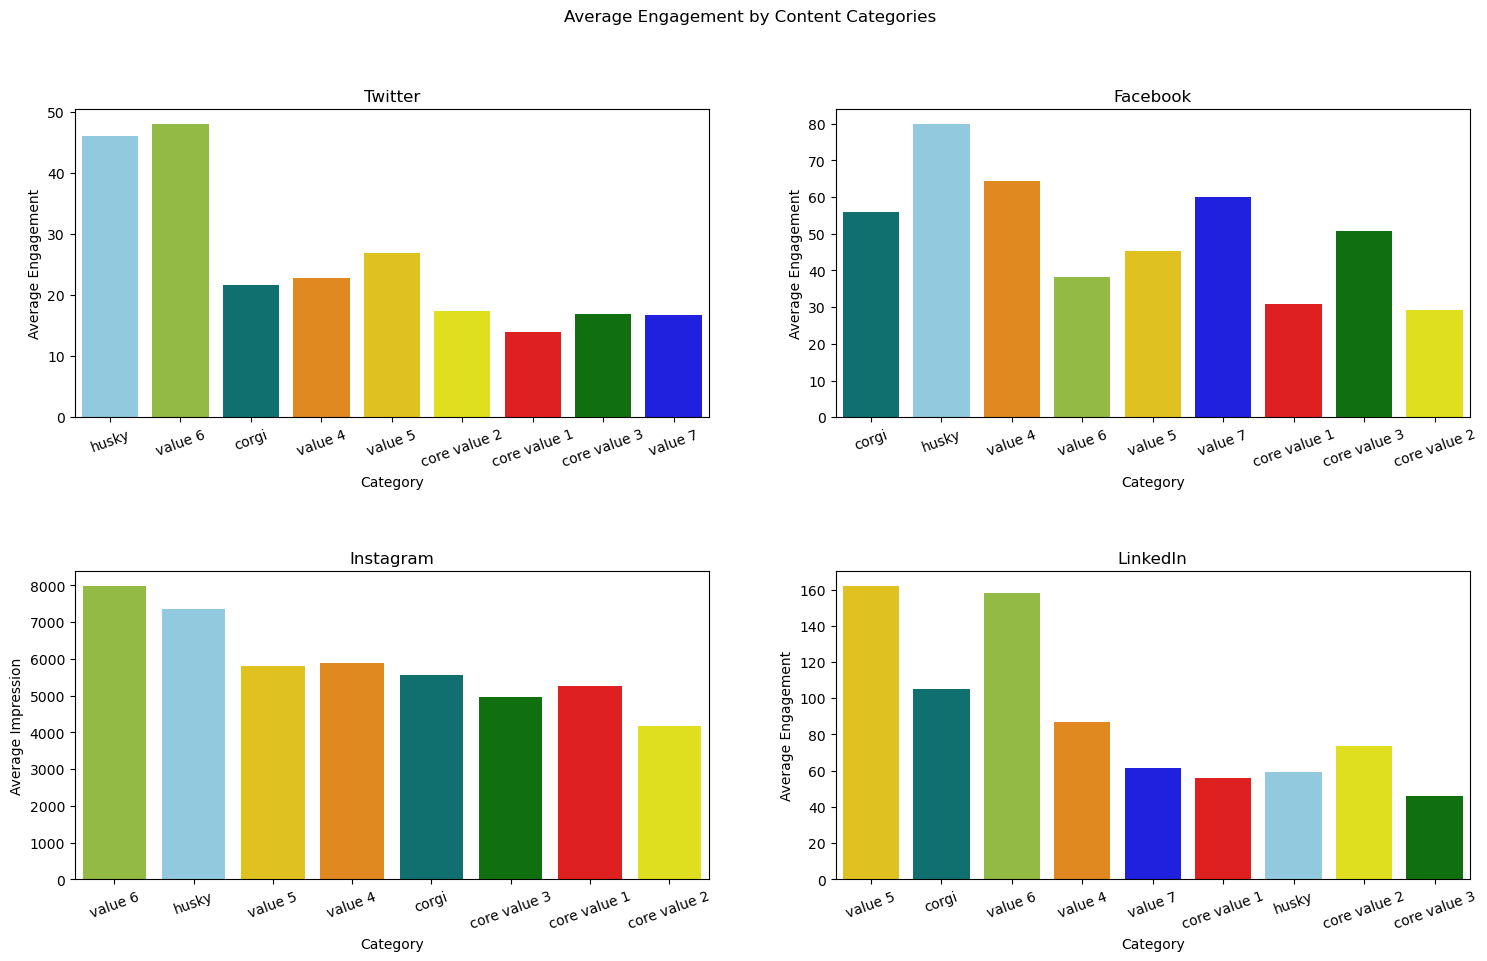 Average Engagement by Content Categories
Twitter
Average Engagement
50
40
30
20
10
0
husky value 6 corgi value 4 value 5 core value 2 core value 1 core value 3 value 7
Category
Facebook
Average Engagement
80
70
60
50
40
30
20
10
0
corgi husky value 4 value 6 value 5 value 7 core value 1 core value 3 core value 2
Category
Instagram
Average Impression
8000
7000
6000
5000
4000
3000
2000
1000
0
value 6 husky value 5 value 4 corgi core value 3 core value 1 core value 2
Category
LinkedIn
Average Engagement
160
140
120
100
80
60
40
20
0
value 5 corgi value 6 value 4 value 7 core value 1 husky core value 2 core value 3
Category